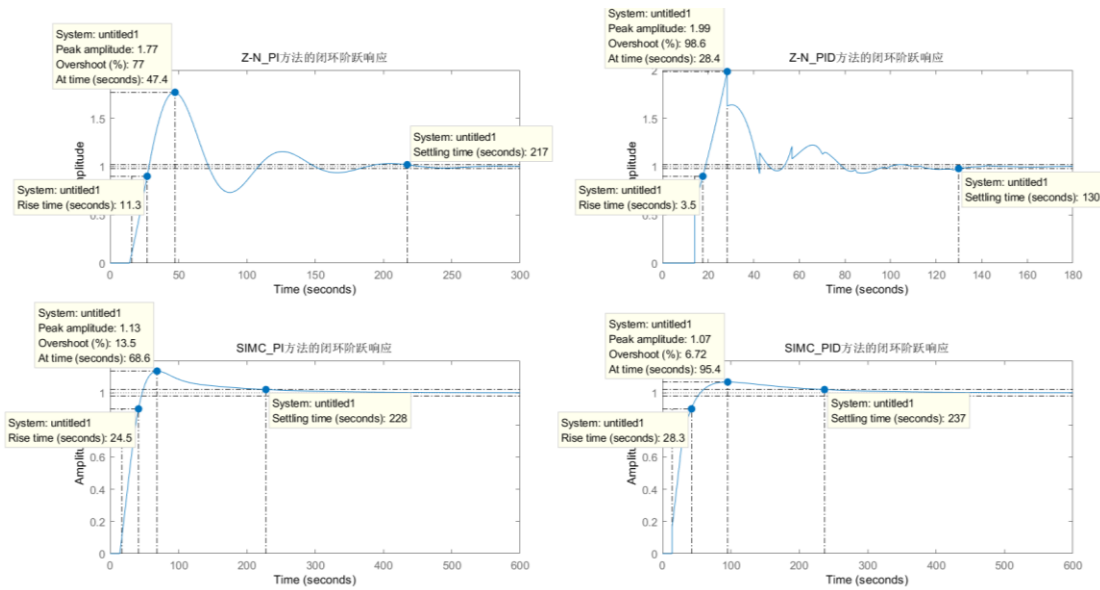 System: untitled1
Peak amplitude: 1.77
Overshoot (%): 77
At time (seconds): 47.4
Z-N_PI方法的闭环阶跃响应
System: untitled1
Settling time (seconds): 217
System: untitled1
Rise time (seconds): 11.3
1.5
1
0
0
50
100
150
200
250
300
Time (seconds)
System: untitled1
Peak amplitude: 1.99
Overshoot (%): 98.6
At time (seconds): 28.4
Z-N_PID方法的闭环阶跃响应
System: untitled1
Rise time (seconds): 3.5
System: untitled1
Settling time (seconds): 130
2
1.5
1
0
0
20
40
60
80
100
120
140
160
180
Time (seconds)
System: untitled1
Peak amplitude: 1.13
Overshoot (%): 13.5
At time (seconds): 68.6
SIMC_PI方法的闭环阶跃响应
System: untitled1
Rise time (seconds): 24.5
System: untitled1
Settling time (seconds): 228
1
0.6
0.4
0.2
0
0
100
200
300
400
500
600
Time (seconds)
System: untitled1
Peak amplitude: 1.07
Overshoot (%): 6.72
At time (seconds): 95.4
SIMC_PID方法的闭环阶跃响应
System: untitled1
Rise time (seconds): 28.3
System: untitled1
Settling time (seconds): 237
1
0.6
0.4
0.2
0
0
100
200
300
400
500
600
Time (seconds)